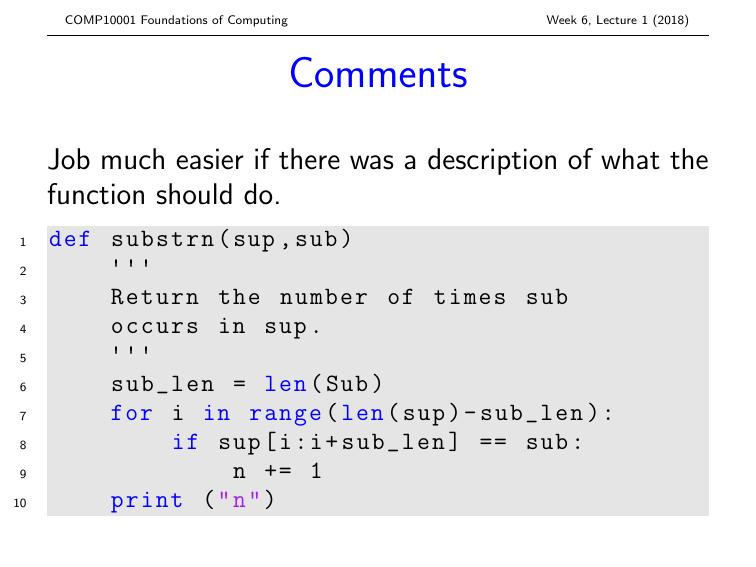 COMP10001 Foundations of Computing Week 6, Lecture 1 (2018)
Comments
Job much easier if there was a description of what the
function should do.
1 def substrn(sup,sub)
2     '''
3     Return the number of times sub
4     occurs in sup.
5     '''
6     sub_len = len(Sub)
7     for i in range(len(sup)-sub_len):
8         if sup[i:i+sub_len] == sub:
9             n += 1
10     print ("n")